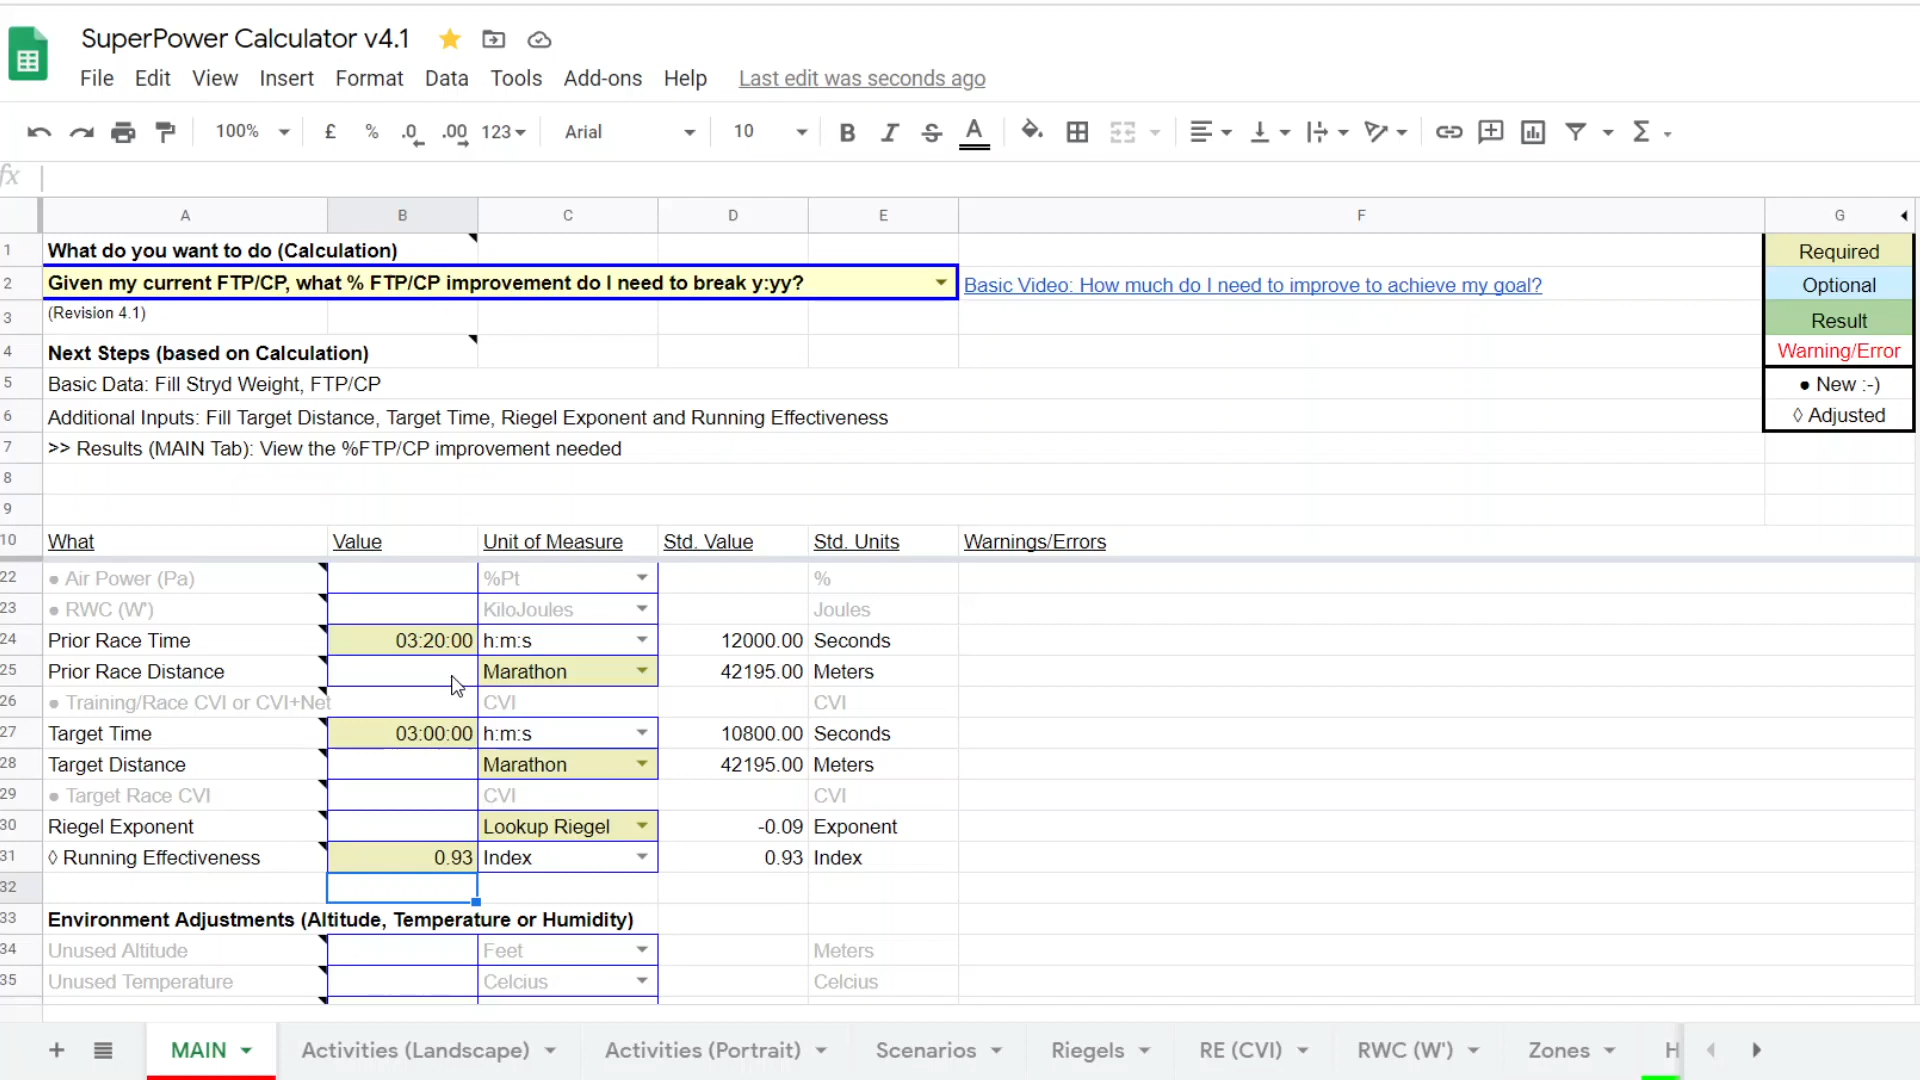 SuperPower Calculator v4.1
File Edit View Insert Format Data Tools Add-ons Help Last edit was seconds ago
100% £ % .0 .00 123 Arial 10 B I S A Σ
fx
A B C D E F G
1 What do you want to do (Calculation) Required
2 Given my current FTP/CP, what % FTP/CP improvement do I need to break y:yy? Basic Video: How much do I need to improve to achieve my goal? Optional
3 (Revision 4.1) Result
4 Next Steps (based on Calculation) Warning/Error
5 Basic Data: Fill Stryd Weight, FTP/CP ● New :-)
6 Additional Inputs: Fill Target Distance, Target Time, Riegel Exponent and Running Effectiveness ◊ Adjusted
7 >> Results (MAIN Tab): View the %FTP/CP improvement needed
8
9
10 What Value Unit of Measure Std. Value Std. Units Warnings/Errors
22 ● Air Power (Pa) %Pt %
23 ● RWC (W') KiloJoules Joules
24 Prior Race Time 03:20:00 h:m:s 12000.00 Seconds
25 Prior Race Distance Marathon 42195.00 Meters
26 ● Training/Race CVI or CVI+Net CVI CVI
27 Target Time 03:00:00 h:m:s 10800.00 Seconds
28 Target Distance Marathon 42195.00 Meters
29 ● Target Race CVI CVI CVI
30 Riegel Exponent Lookup Riegel -0.09 Exponent
31 ◊ Running Effectiveness 0.93 Index 0.93 Index
32
33 Environment Adjustments (Altitude, Temperature or Humidity)
34 Unused Altitude Feet Meters
35 Unused Temperature Celcius Celcius
MAIN Activities (Landscape) Activities (Portrait) Scenarios Riegels RE (CVI) RWC (W') Zones H